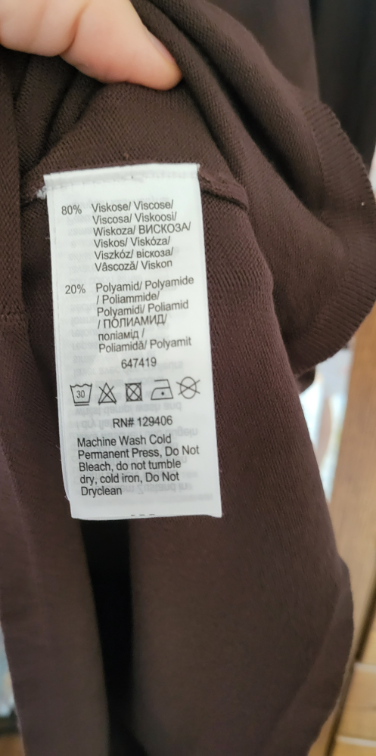 80% Viskose/ Viscose/
Viscosa/ Viskoosi/
Wiskoza/ ВИСКОЗА/
Viskos/ Viskóza/
Viszkóz/ віскоза/
Vâscoză/ Viskon
20% Polyamid/ Polyamide
/ Poliammide/
Polyamidi/ Poliamid
/ ПОЛИАМИД/
поліамід /
Poliamidă/ Polyamit
647419
30
RN# 129406
Machine Wash Cold
Permanent Press, Do Not
Bleach, do not tumble
dry, cold iron, Do Not
Dryclean